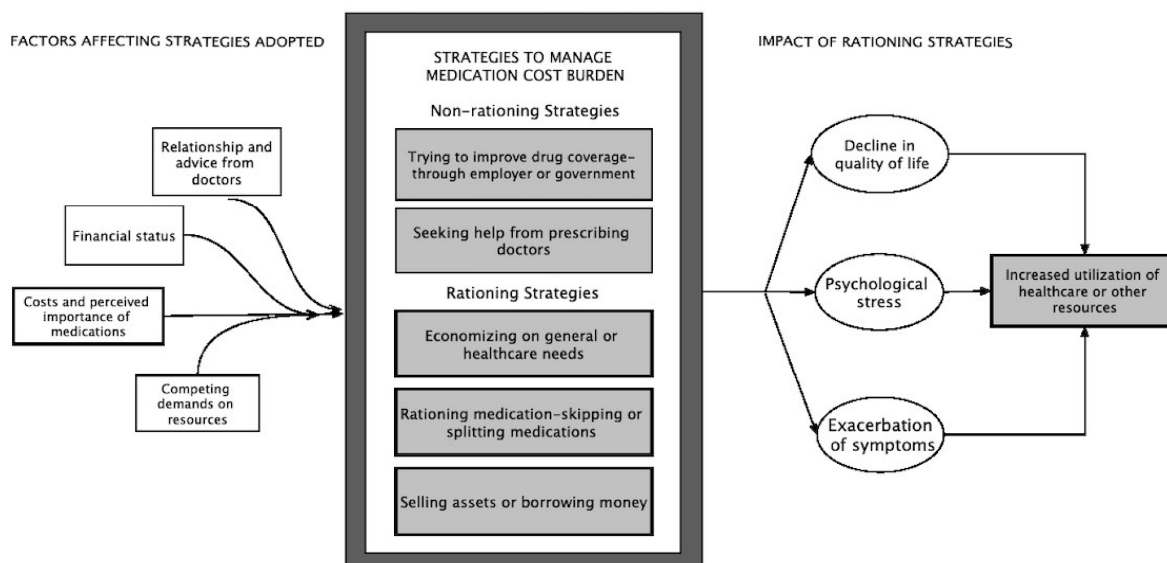 FACTORS AFFECTING STRATEGIES ADOPTED
Relationship and
advice from
doctors
Financial status
Costs and perceived
importance of
medications
Competing
demands on
resources
STRATEGIES TO MANAGE
MEDICATION COST BURDEN
Non-rationing Strategies
Trying to improve drug coverage-
through employer or government
Seeking help from prescribing
doctors
Rationing Strategies
Economizing on general or
healthcare needs
Rationing medication-skipping or
splitting medications
Selling assets or borrowing money
IMPACT OF RATIONING STRATEGIES
Decline in
quality of life
Psychological
stress
Exacerbation
of symptoms
Increased utilization of
healthcare or other
resources